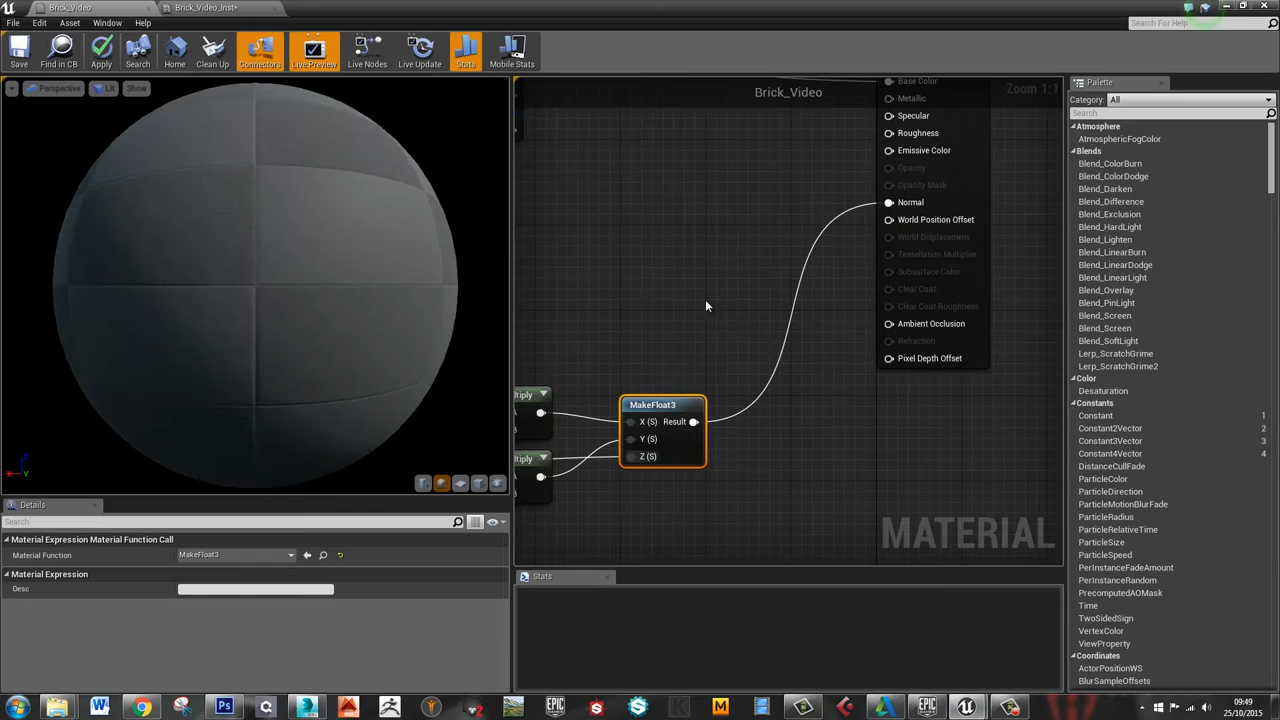 Brick_Video
Brick_Video_Inst*
File Edit Asset Window Help
Search For Help
Save Find in CB Apply Search Home Clean Up Connectors Live Preview Live Nodes Live Update Stats Mobile Stats
Perspective Lit Show
Brick_Video
Zoom 1:1
Base Color
Metallic
Specular
Roughness
Emissive Color
Opacity
Opacity Mask
Normal
World Position Offset
World Displacement
Tessellation Multiplier
Subsurface Color
Clear Coat
Clear Coat Roughness
Ambient Occlusion
Refraction
Pixel Depth Offset
ltiply
A
B
ltiply
A
B
MakeFloat3
X (S) Result
Y (S)
Z (S)
MATERIAL
Z
Y
Details
Search
Material Expression Material Function Call
Material Function MakeFloat3
Material Expression
Desc
Stats
Palette
Category: All
Search
Atmosphere
AtmosphericFogColor
Blends
Blend_ColorBurn
Blend_ColorDodge
Blend_Darken
Blend_Difference
Blend_Exclusion
Blend_HardLight
Blend_Lighten
Blend_LinearBurn
Blend_LinearDodge
Blend_LinearLight
Blend_Overlay
Blend_PinLight
Blend_Screen
Blend_Screen
Blend_SoftLight
Lerp_ScratchGrime
Lerp_ScratchGrime2
Color
Desaturation
Constants
Constant 1
Constant2Vector 2
Constant3Vector 3
Constant4Vector 4
DistanceCullFade
ParticleColor
ParticleDirection
ParticleMotionBlurFade
ParticleRadius
ParticleRelativeTime
ParticleSize
ParticleSpeed
PerInstanceFadeAmount
PerInstanceRandom
PrecomputedAOMask
Time
TwoSidedSign
VertexColor
ViewProperty
Coordinates
ActorPositionWS
BlurSampleOffsets
09:49
25/10/2015